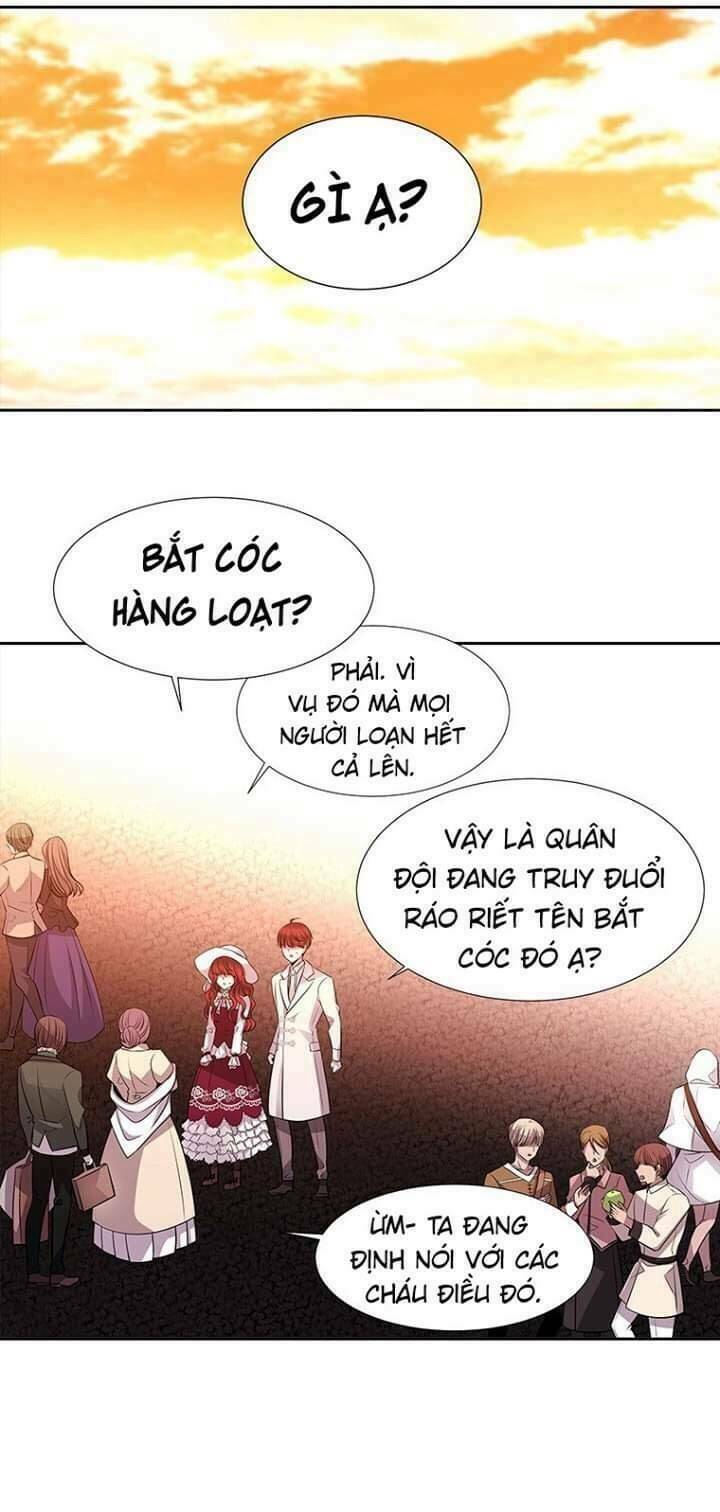 GÌ Ạ?
BẮT CÓC
HÀNG LOẠT?
PHẢI. VÌ
VỤ ĐÓ MÀ MỌI
NGƯỜI LOẠN HẾT
CẢ LÊN.
VẬY LÀ QUÂN
ĐỘI ĐANG TRUY ĐUỔI
RÁO RIẾT TÊN BẮT
CÓC ĐÓ Ạ?
ỪM- TA ĐANG
ĐỊNH NÓI VỚI CÁC
CHÁU ĐIỀU ĐÓ.